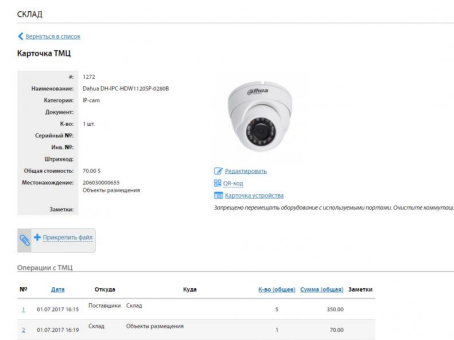 СКЛАД
Вернуться в список
Карточка ТМЦ
#: 1272
Наименование: Dahua DH-IPC-HDW1120SP-0280B
Категории: IP-cam
Документ:
К-во: 1 шт.
Серийный №:
Инв. №:
Штрихкод:
Общая стоимость: 70.00 $
Местонахождение: 206030000655
Объекты размещения
Заметки:
alhua
Редактировать
QR-код
Карточка устройства
Запрещено перемещать оборудование с используемыми портами. Очистите коммутац
Прикрепить файл
Операции с ТМЦ
№ Дата Откуда Куда К-во (общее) Сумма (общая) Заметки
1 01.07.2017 16:15 Поставщики Склад 5 350.00
2 01.07.2017 16:19 Склад Объекты размещения 1 70.00